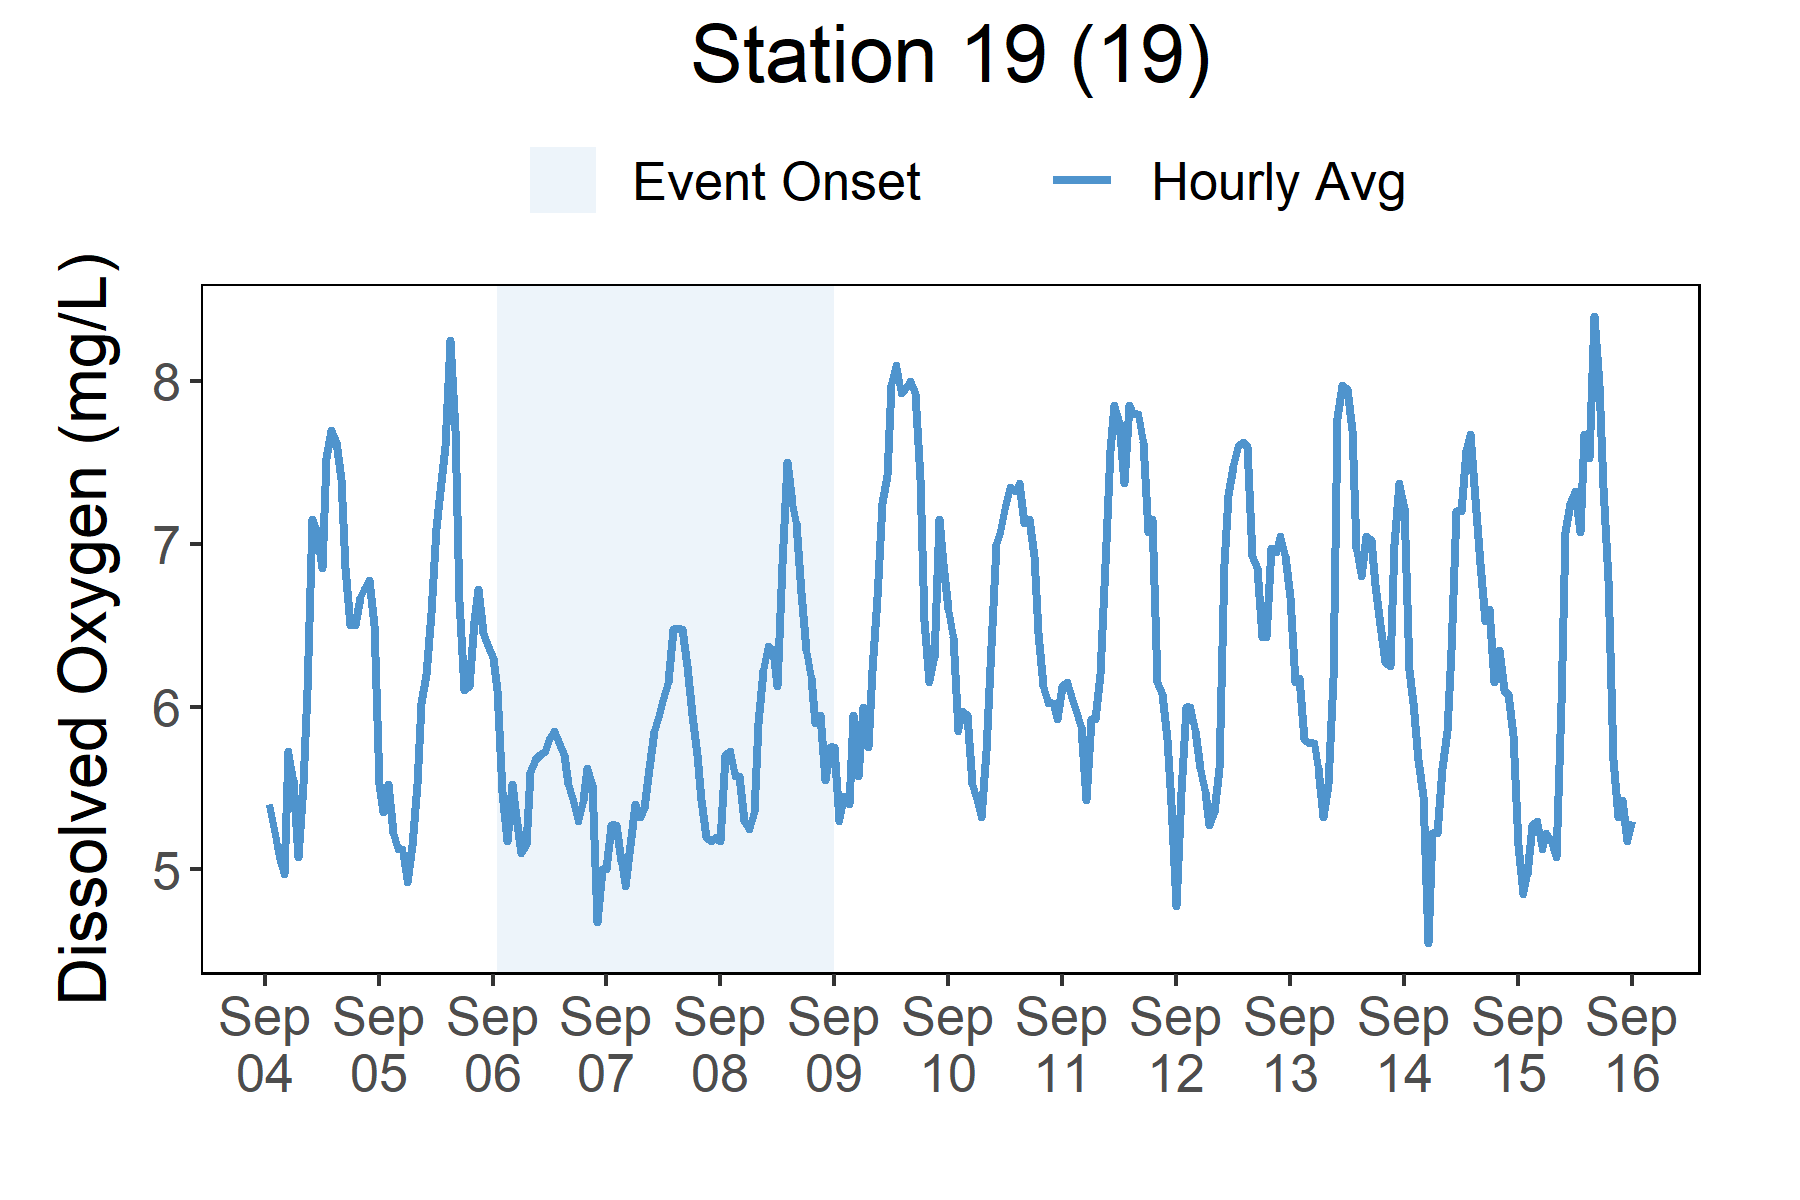 Station 19 (19)
Event Onset Hourly Avg
Dissolved Oxygen (mg/L)
8
7
6
5
Sep Sep Sep Sep Sep Sep Sep Sep Sep Sep Sep Sep Sep
04 05 06 07 08 09 10 11 12 13 14 15 16